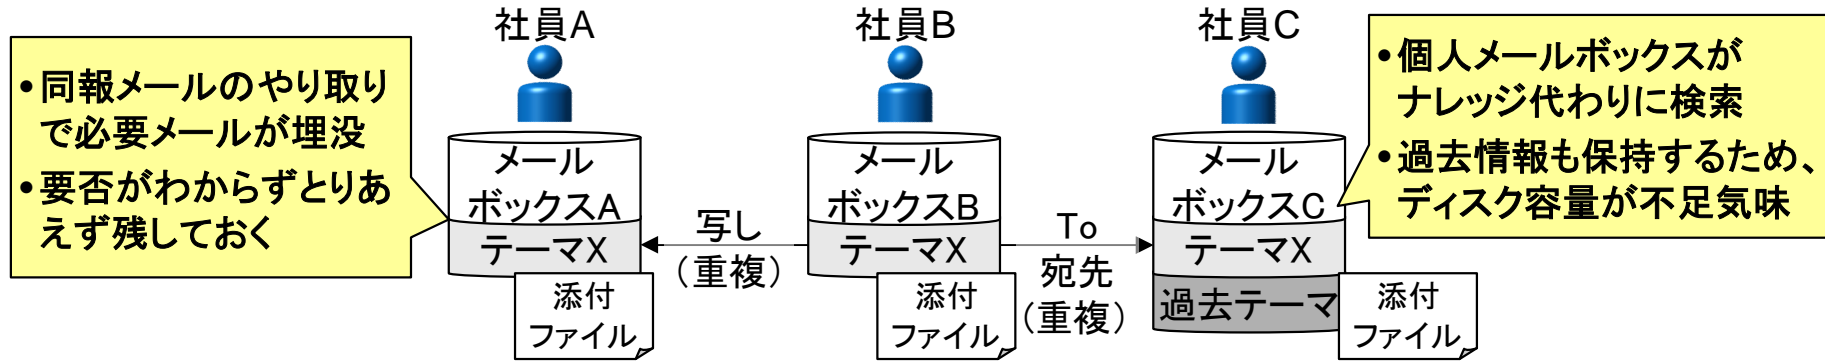 社員A
社員B
社員C
•同報メールのやり取り
で必要メールが埋没
•要否がわからずとりあ
えず残しておく
メール
ボックスA
テーマX
添付
ファイル
写し
（重複）
メール
ボックスB
テーマX
添付
ファイル
To
宛先
（重複）
メール
ボックスC
テーマX
過去テーマ
添付
ファイル
•個人メールボックスが
ナレッジ代わりに検索
•過去情報も保持するため、
ディスク容量が不足気味